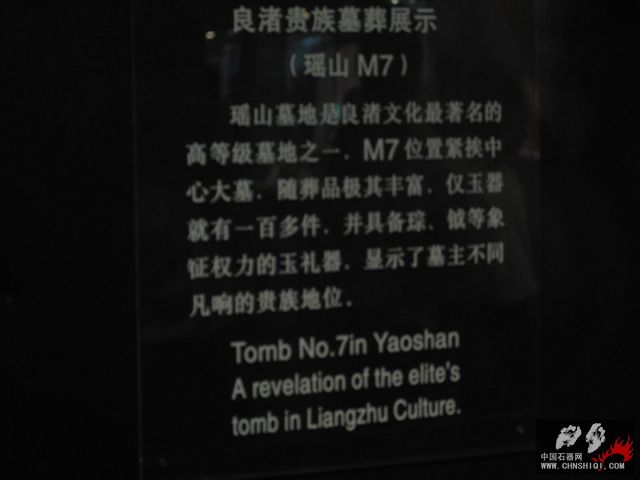 良渚贵族墓葬展示
（瑶山 M7）
瑶山墓地是良渚文化最著名的
高等级墓地之一．M7位置紧挨中
心大墓．随葬品极其丰富．仅玉器
就有一百多件．并具备琮．钺等象
征权力的玉礼器．显示了墓主不同
凡响的贵族地位．
Tomb No.7in Yaoshan
A revelation of the elite's
tomb in Liangzhu Culture.
中国石器网
WWW.CHNSHIQI.COM